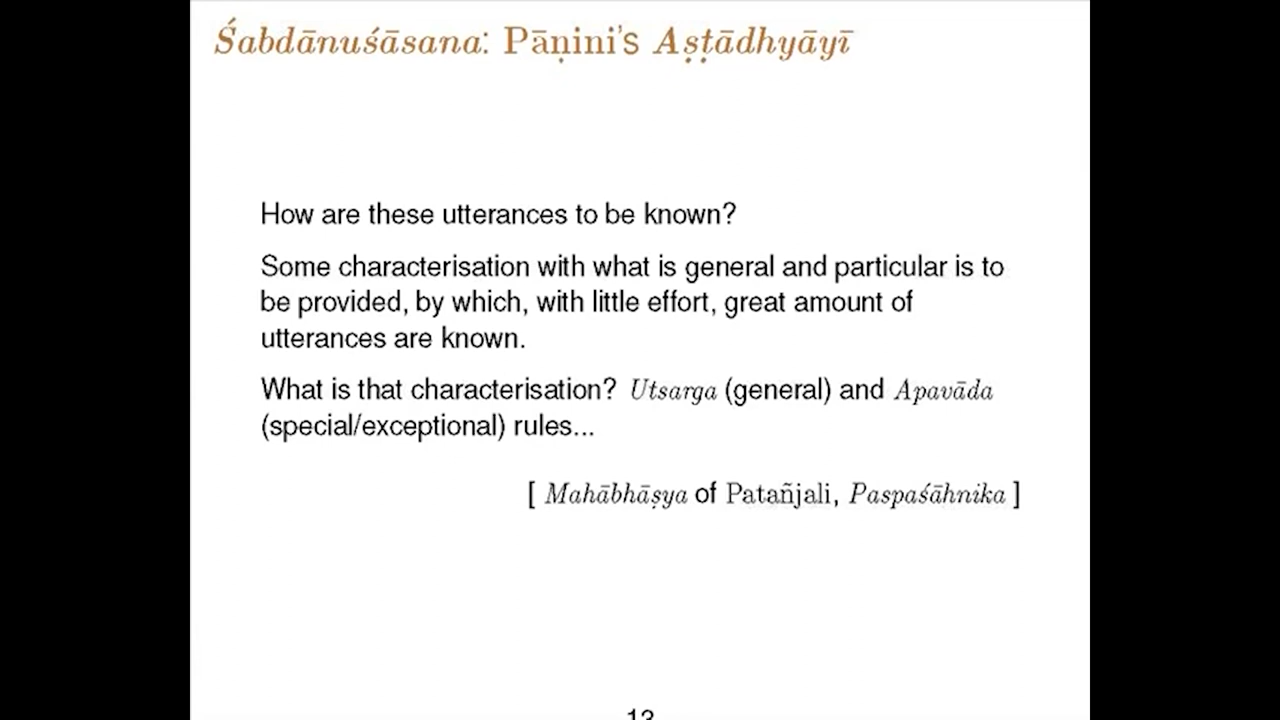 Śabdānuśāsana: Pāṇini's Aṣṭādhyāyī
How are these utterances to be known?
Some characterisation with what is general and particular is to
be provided, by which, with little effort, great amount of
utterances are known.
What is that characterisation? Utsarga (general) and Apavāda
(special/exceptional) rules...
[ Mahābhāṣya of Patañjali, Paspaśāhnika ]
13